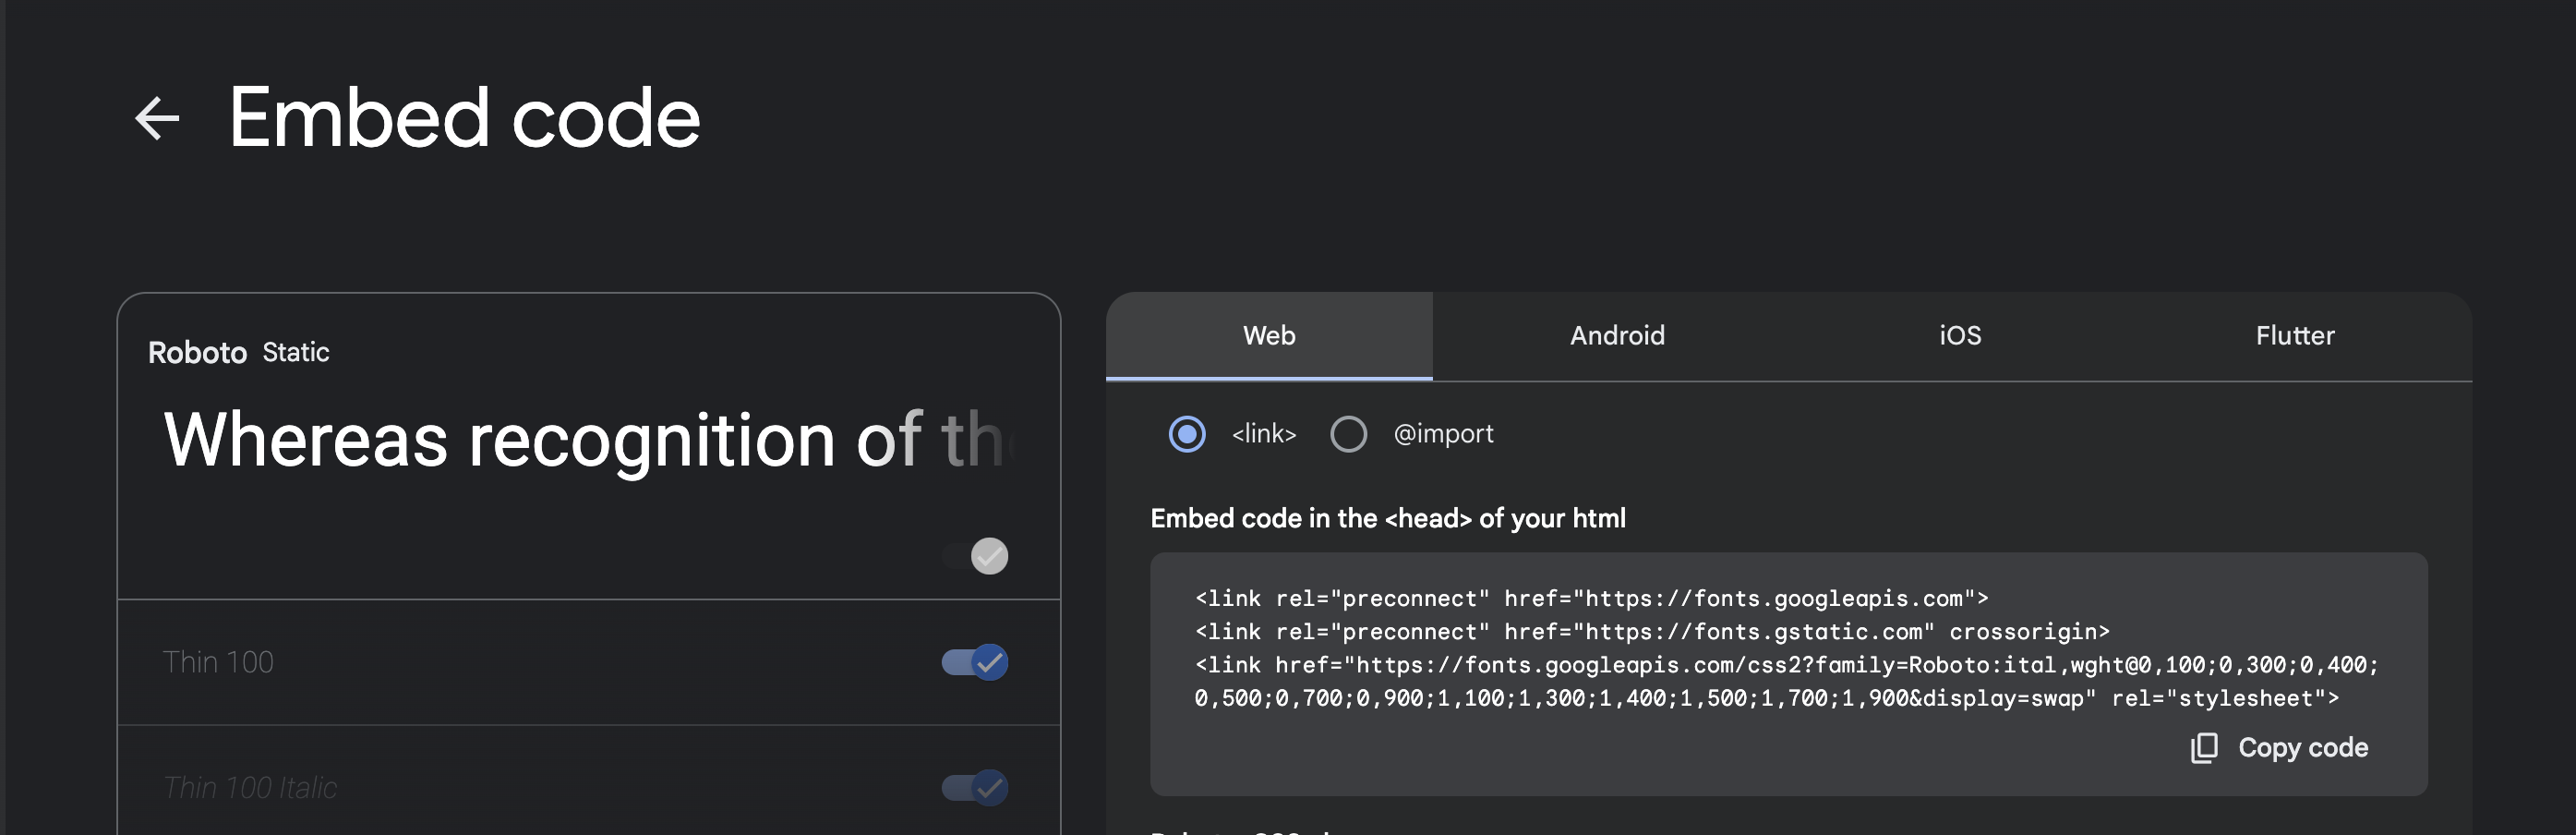 Embed code
Roboto Static
Whereas recognition of
Thin 100
Thin 100 Italic
Web Android iOS Flutter
<link> @import
Embed code in the <head> of your html
<link rel="preconnect" href="https://fonts.googleapis.com">
<link rel="preconnect" href="https://fonts.gstatic.com" crossorigin>
<link href="https://fonts.googleapis.com/css2?family=Roboto:ital,wght@0,100;0,300;0,400;
0,500;0,700;0,900;1,100;1,300;1,400;1,500;1,700;1,900&display=swap" rel="stylesheet">
Copy code